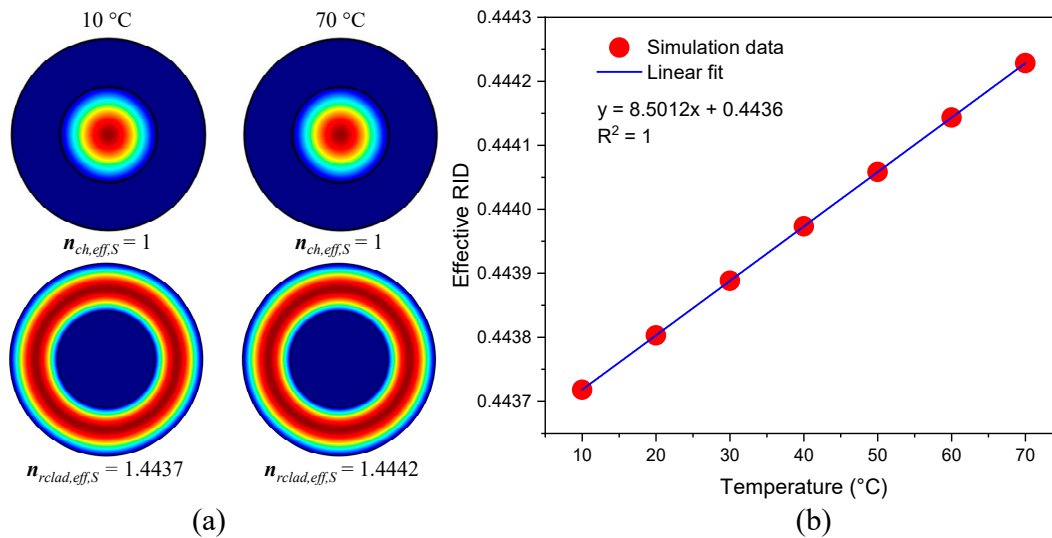 10 °C
70 °C
n_ch,eff,S = 1
n_ch,eff,S = 1
n_rclad,eff,S = 1.4437
n_rclad,eff,S = 1.4442
(a)
Effective RID
0.4443
0.4442
0.4441
0.4440
0.4439
0.4438
0.4437
Simulation data
Linear fit
y = 8.5012x + 0.4436
R² = 1
10 20 30 40 50 60 70
Temperature (°C)
(b)